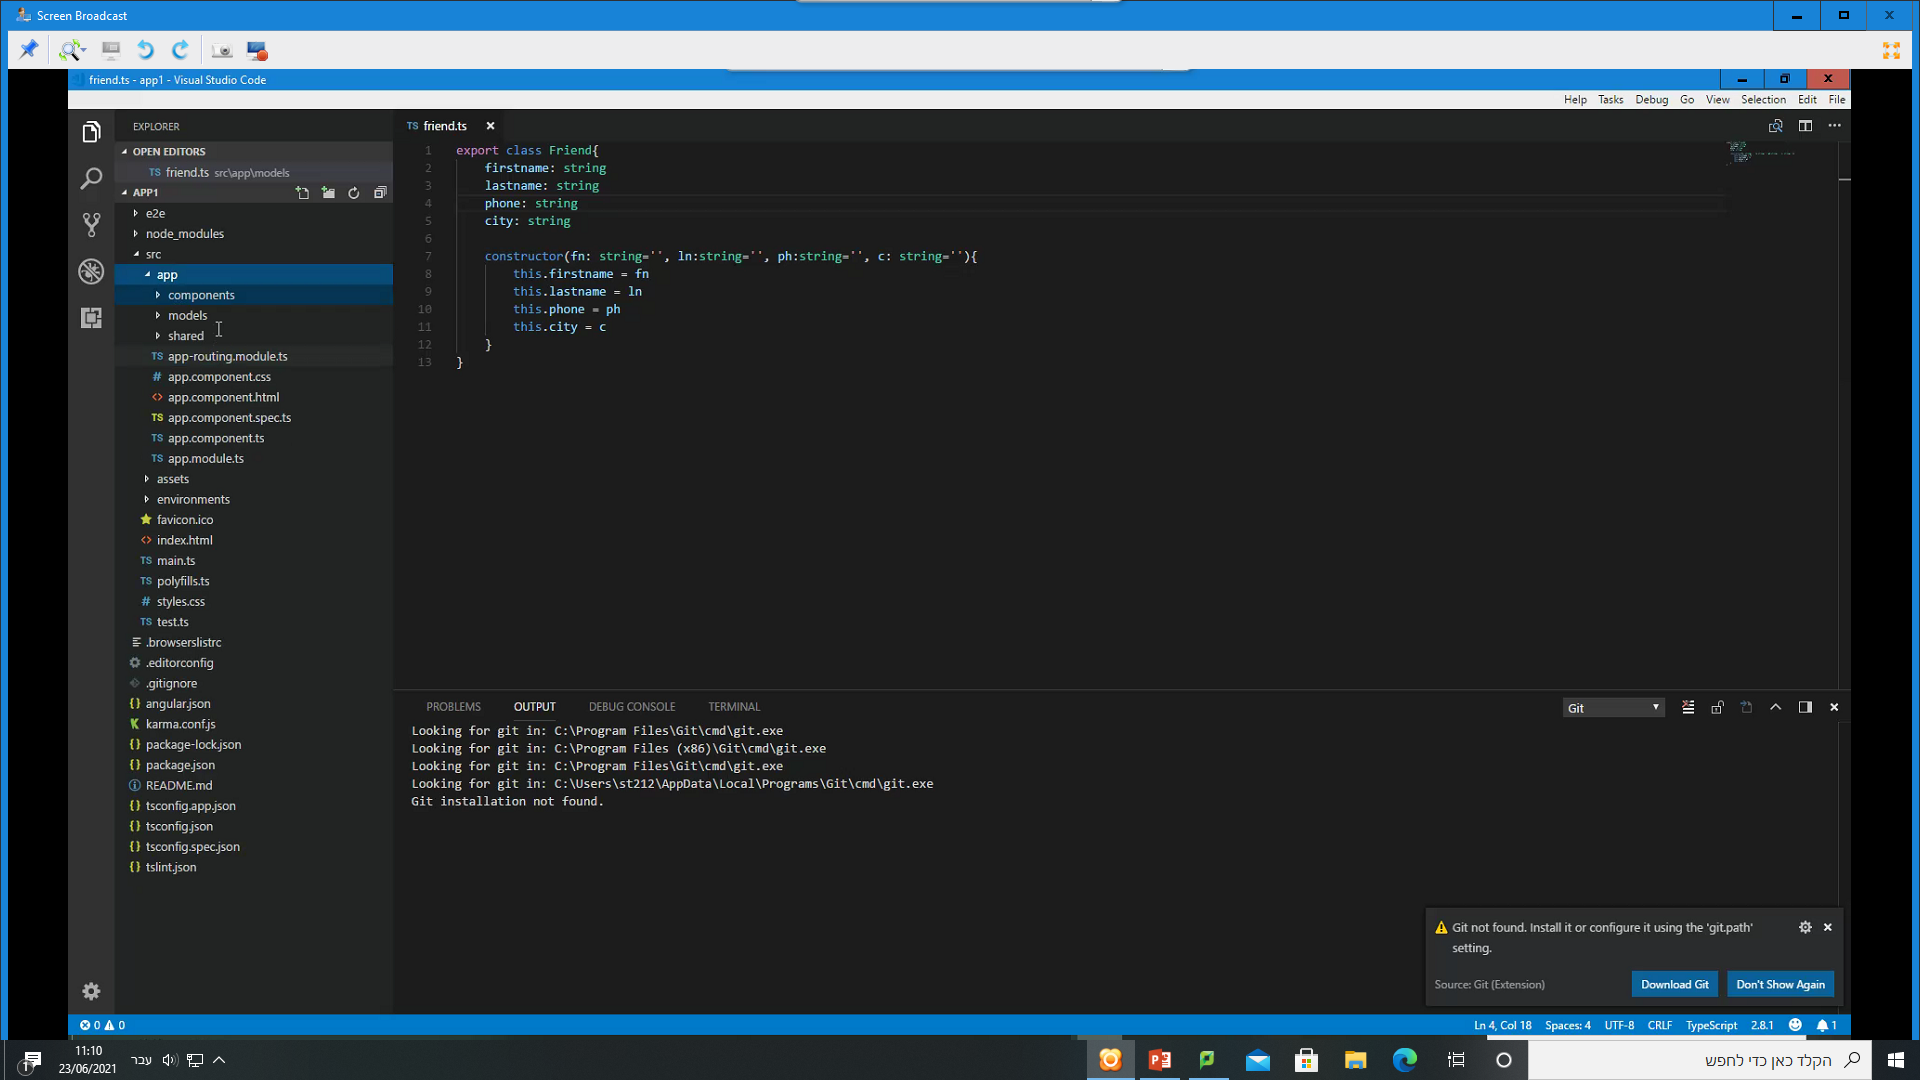 Screen Broadcast
friend.ts - app1 - Visual Studio Code
Help Tasks Debug Go View Selection Edit File
EXPLORER
OPEN EDITORS
TS friend.ts src\app\models
APP1
e2e
node_modules
src
app
components
models
shared
TS app-routing.module.ts
# app.component.css
<> app.component.html
TS app.component.spec.ts
TS app.component.ts
TS app.module.ts
assets
environments
favicon.ico
<> index.html
TS main.ts
TS polyfills.ts
# styles.css
TS test.ts
.browserslistrc
.editorconfig
.gitignore
{} angular.json
K karma.conf.js
{} package-lock.json
{} package.json
README.md
{} tsconfig.app.json
{} tsconfig.json
{} tsconfig.spec.json
{} tslint.json
TS friend.ts
1 export class Friend{
2 firstname: string
3 lastname: string
4 phone: string
5 city: string
6
7 constructor(fn: string='', ln:string='', ph:string='', c: string=''){
8 this.firstname = fn
9 this.lastname = ln
10 this.phone = ph
11 this.city = c
12 }
13 }
PROBLEMS OUTPUT DEBUG CONSOLE TERMINAL Git
Looking for git in: C:\Program Files\Git\cmd\git.exe
Looking for git in: C:\Program Files (x86)\Git\cmd\git.exe
Looking for git in: C:\Program Files\Git\cmd\git.exe
Looking for git in: C:\Users\st212\AppData\Local\Programs\Git\cmd\git.exe
Git installation not found.
Git not found. Install it or configure it using the 'git.path'
setting.
Source: Git (Extension) Download Git Don't Show Again
0 0 Ln 4, Col 18 Spaces: 4 UTF-8 CRLF TypeScript 2.8.1 1
1 11:10 עבר
23/06/2021
הקלד כאן כדי לחפש